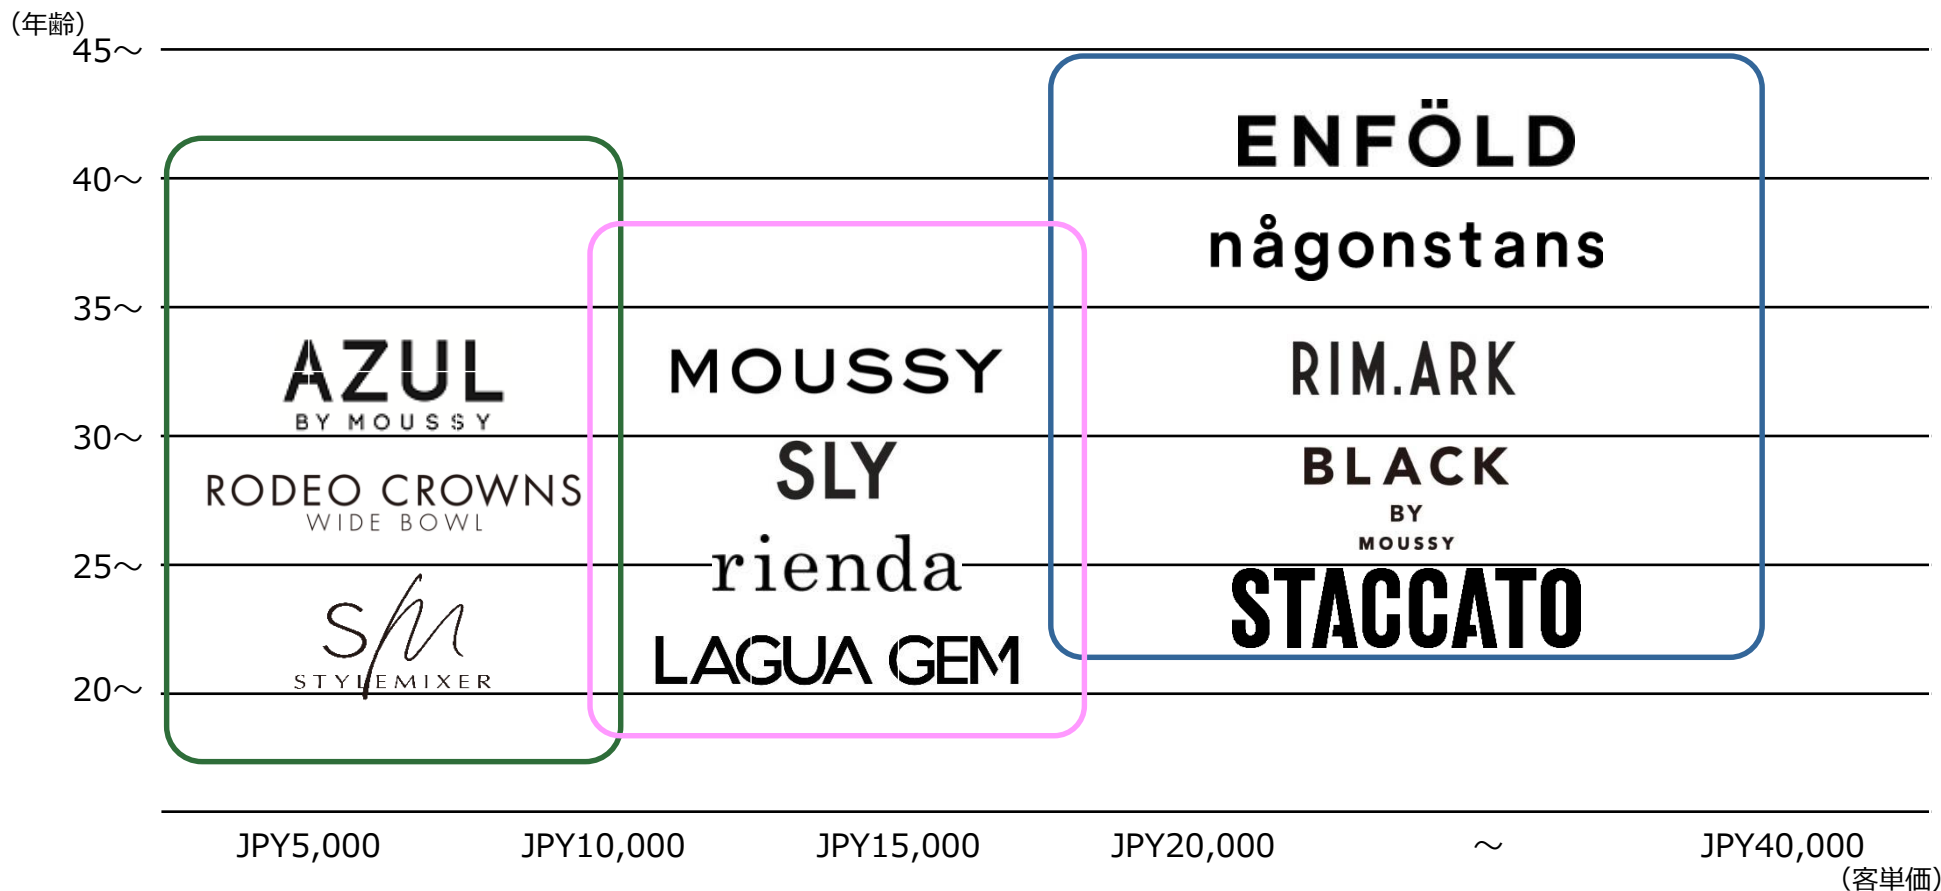 (年齢)
45～
ENFÖLD
40～
någonstans
35～
AZUL
BY MOUSSY
MOUSSY
RIM.ARK
30～
SLY
BLACK
BY
MOUSSY
RODEO CROWNS
WIDE BOWL
25～
rienda
STACCATO
SM
STYLEMIXER
LAGUA GEM
20～
JPY5,000 JPY10,000 JPY15,000 JPY20,000 ～ JPY40,000
(客単価)